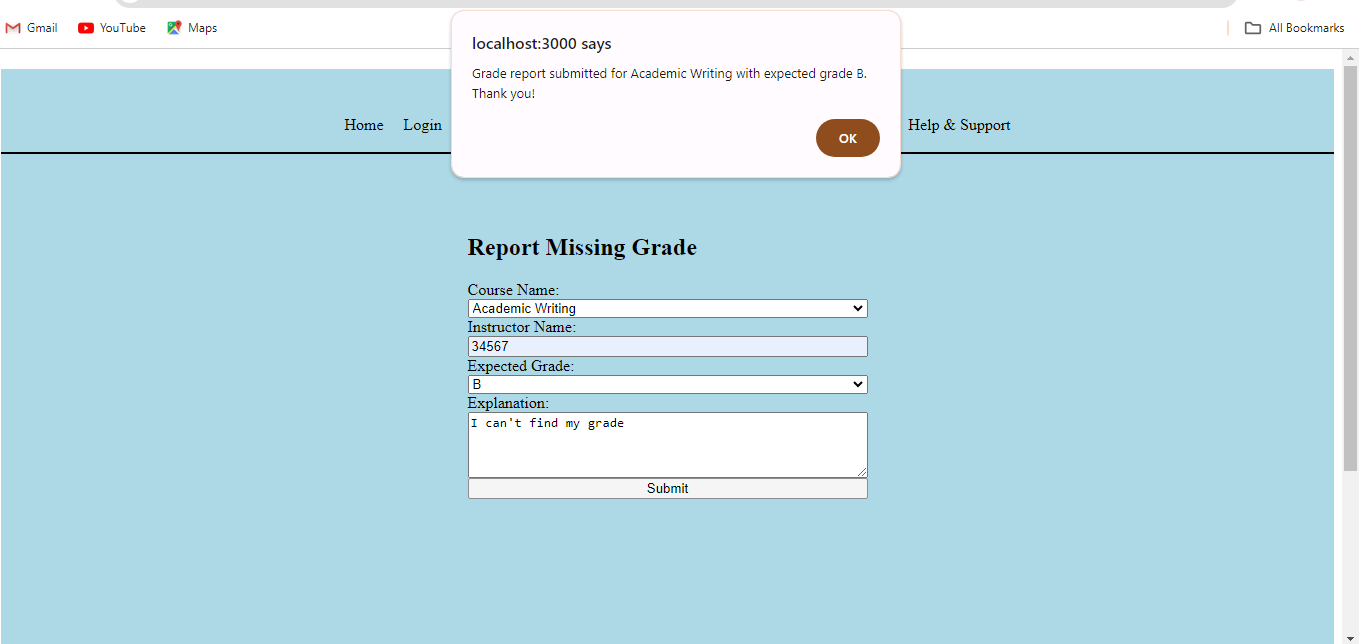 Gmail YouTube Maps All Bookmarks
localhost:3000 says
Grade report submitted for Academic Writing with expected grade B.
Thank you!
OK
Home Login Help & Support
Report Missing Grade
Course Name:
Academic Writing
Instructor Name:
34567
Expected Grade:
B
Explanation:
I can't find my grade
Submit